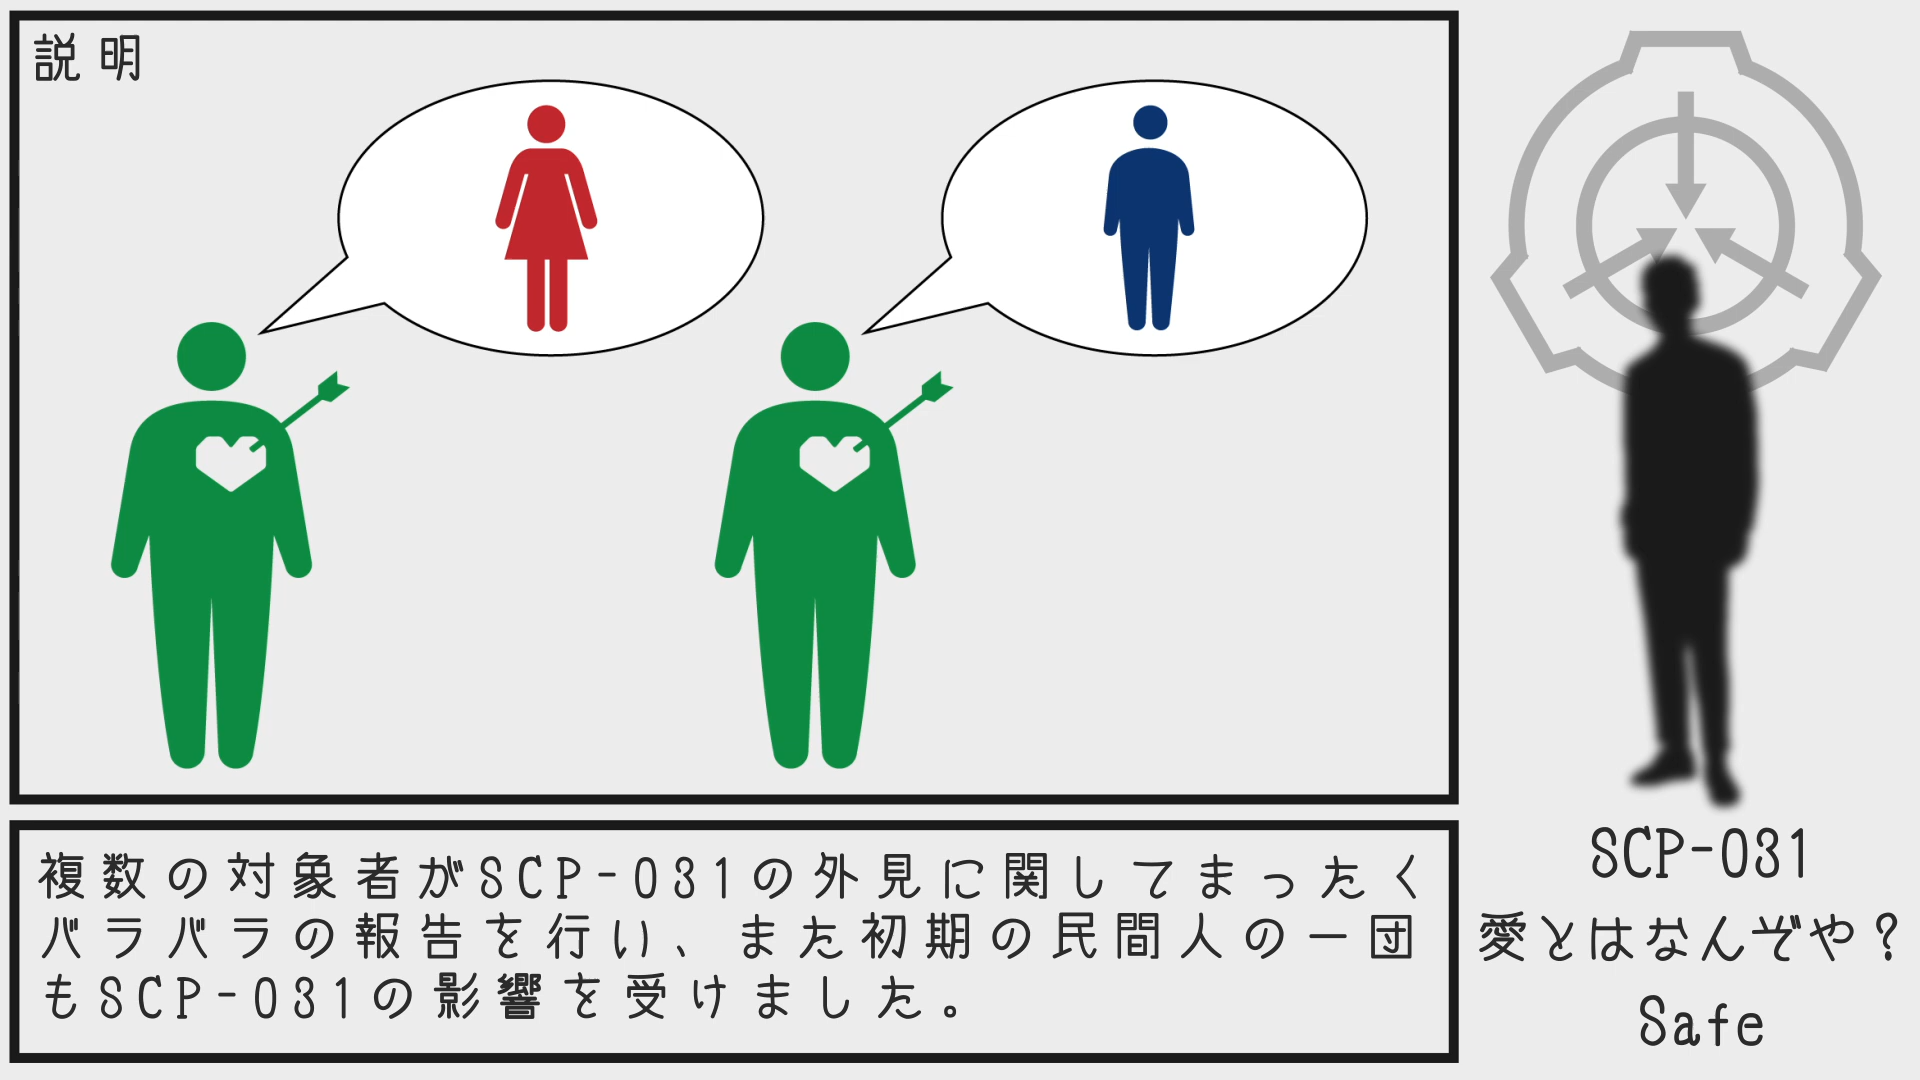 説明
複数の対象者がSCP-031の外見に関してまったく
バラバラの報告を行い、また初期の民間人の一団
もSCP-031の影響を受けました。
SCP-031
愛とはなんぞや？
Safe